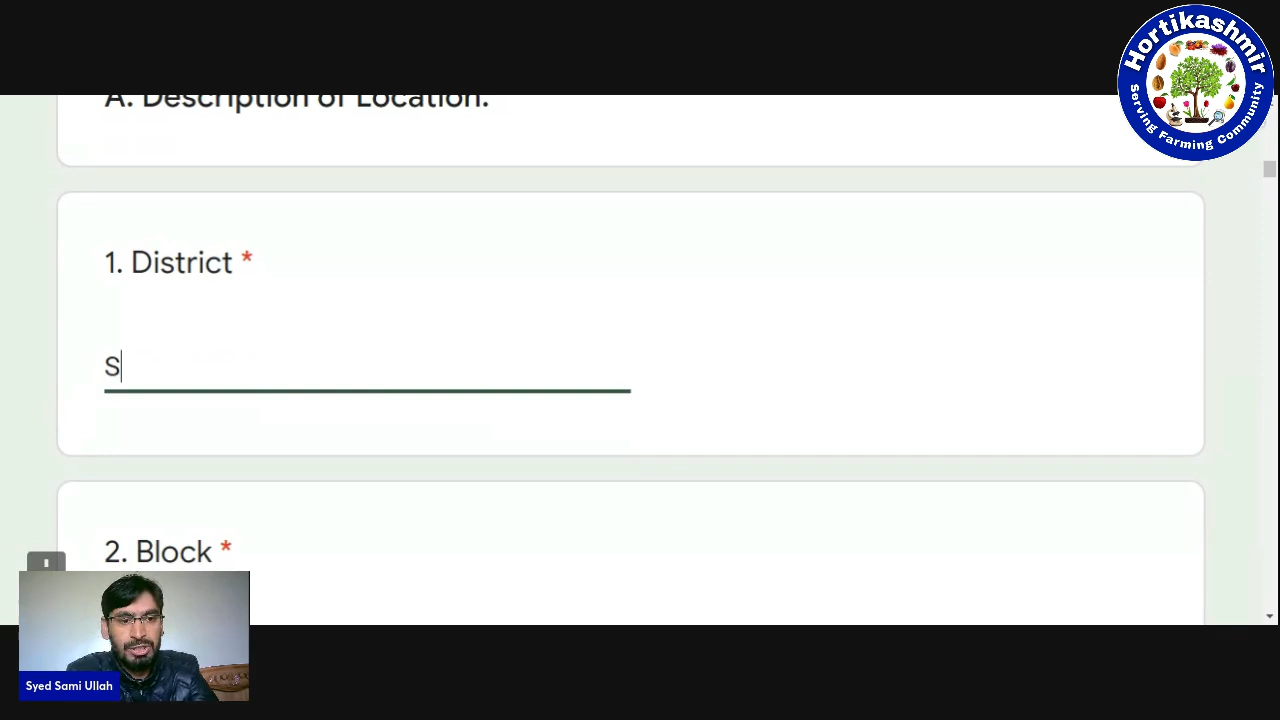 Hortikashmir
Serving Farming Community
A. Description of Location.
1. District *
S
2. Block *
Syed Sami Ullah